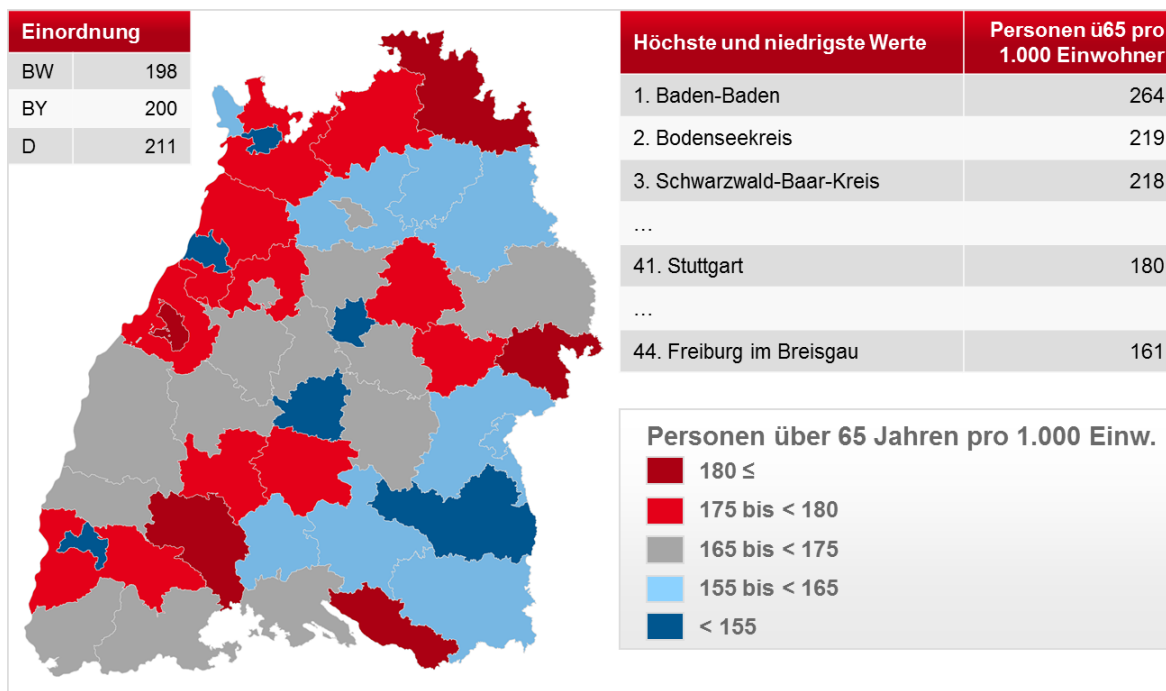 Einordnung
BW 198
BY 200
D 211
Höchste und niedrigste Werte Personen ü65 pro 1.000 Einwohner
1. Baden-Baden 264
2. Bodenseekreis 219
3. Schwarzwald-Baar-Kreis 218
…
41. Stuttgart 180
…
44. Freiburg im Breisgau 161
Personen über 65 Jahren pro 1.000 Einw.
180 ≤
175 bis < 180
165 bis < 175
155 bis < 165
< 155